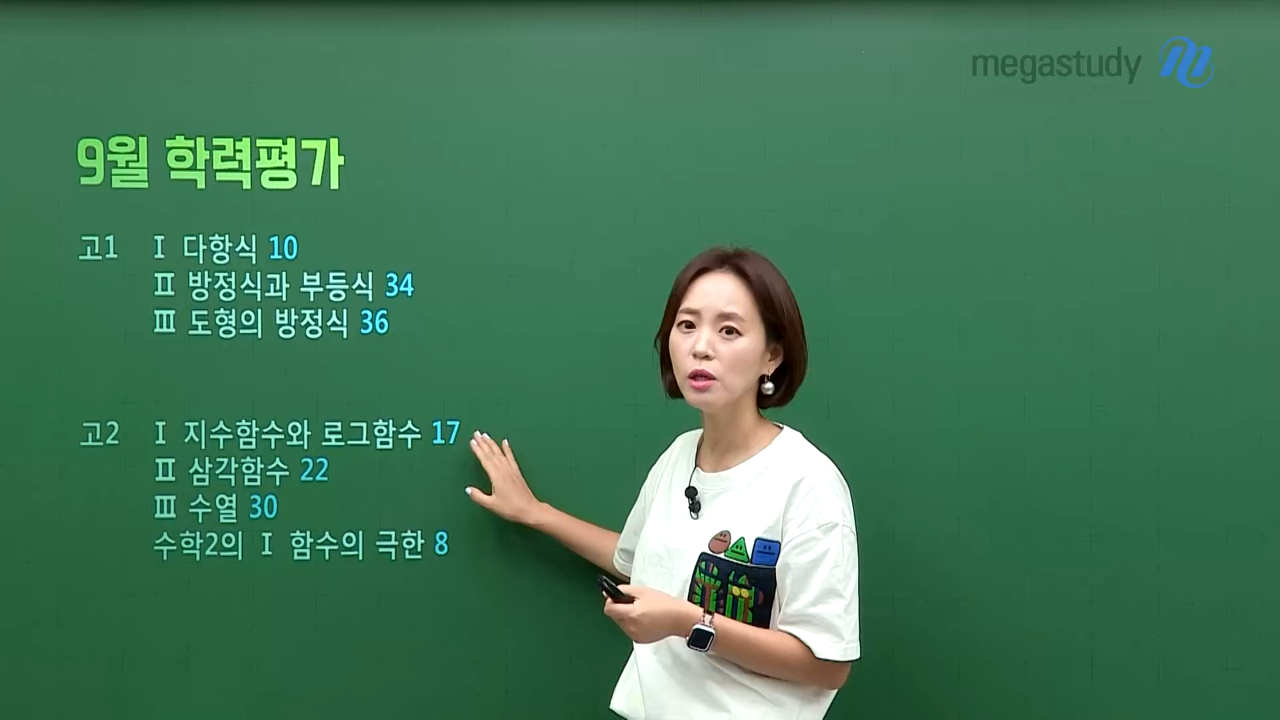 megastudy
9월 학력평가
고1 Ⅰ 다항식 10
Ⅱ 방정식과 부등식 34
Ⅲ 도형의 방정식 36
고2 Ⅰ 지수함수와 로그함수 17
Ⅱ 삼각함수 22
Ⅲ 수열 30
수학2의 Ⅰ 함수의 극한 8